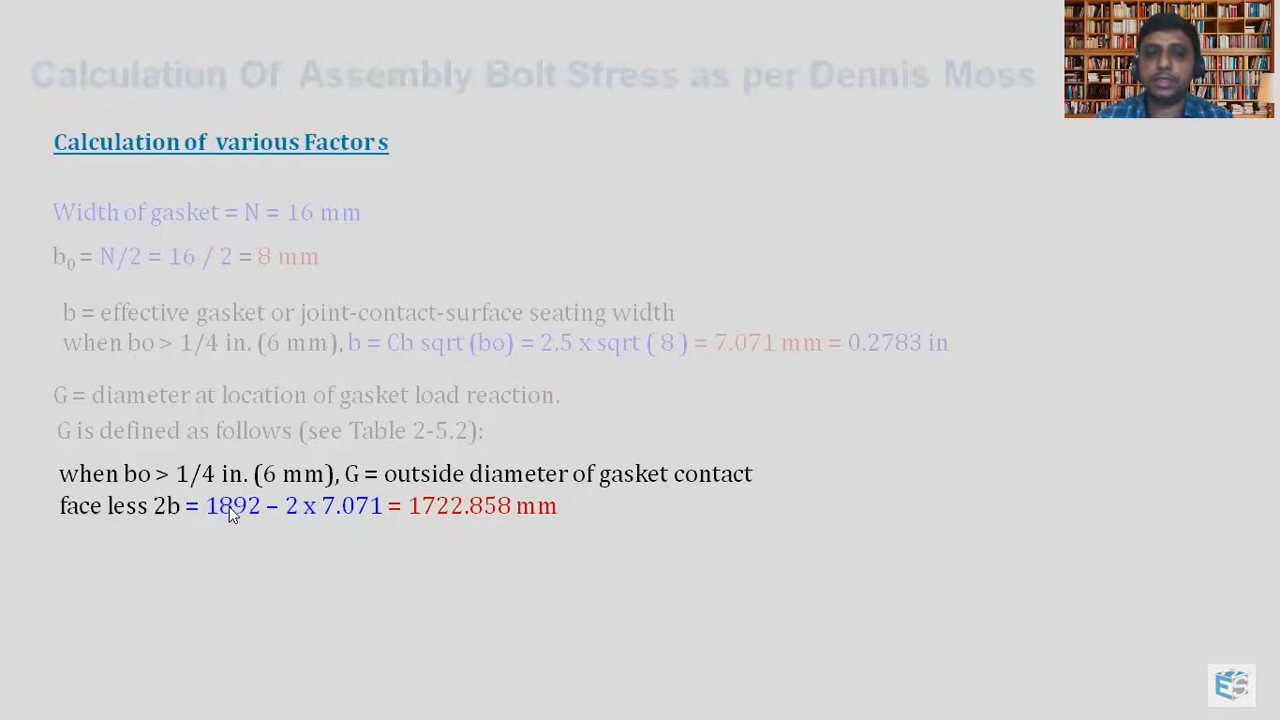 Calculation Of Assembly Bolt Stress as per Dennis Moss
Calculation of various Factors
Width of gasket = N = 16 mm
b₀ = N/2 = 16 / 2 = 8 mm
b = effective gasket or joint-contact-surface seating width
when bo > 1/4 in. (6 mm), b = Cb sqrt (bo) = 2.5 x sqrt ( 8 ) = 7.071 mm = 0.2783 in
G = diameter at location of gasket load reaction.
G is defined as follows (see Table 2-5.2):
when bo > 1/4 in. (6 mm), G = outside diameter of gasket contact
face less 2b = 1892 – 2 x 7.071 = 1722.858 mm
ES